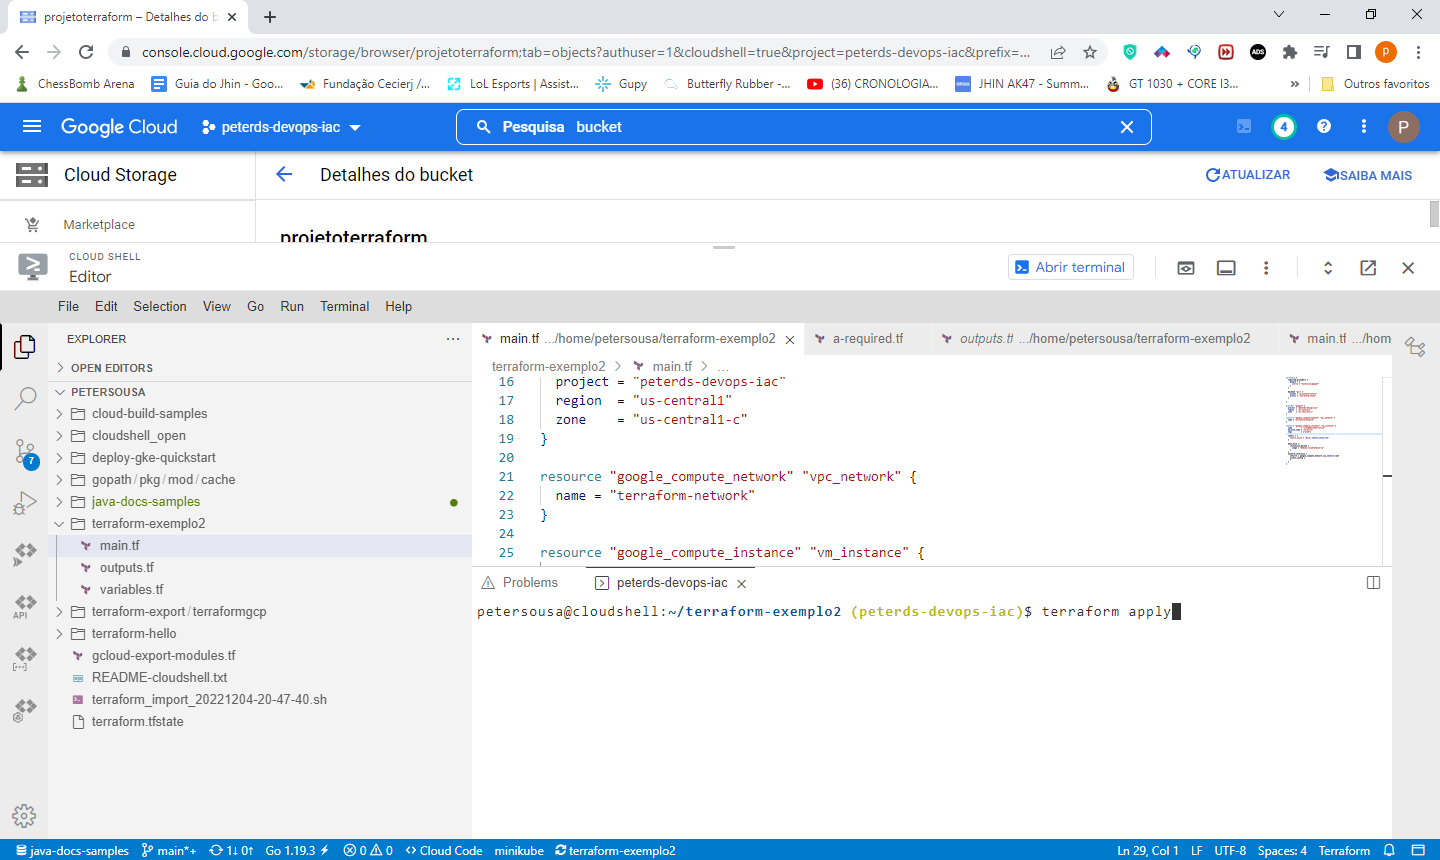 projetoterraform – Detalhes do b
console.cloud.google.com/storage/browser/projetoterraform;tab=objects?authuser=1&cloudshell=true&project=peterds-devops-iac&prefix=...
ADS
p
ChessBomb Arena
Guia do Jhin - Goo...
Fundação Cecierj /...
LoL Esports | Assist...
Gupy
Butterfly Rubber -...
(36) CRONOLOGIA...
JHIN AK47 - Summ...
GT 1030 + CORE I3...
»
Outros favoritos
Google Cloud
peterds-devops-iac
Pesquisa bucket
4
P
Cloud Storage
Detalhes do bucket
ATUALIZAR
SAIBA MAIS
Marketplace
projetoterraform
CLOUD SHELL
Editor
Abrir terminal
File Edit Selection View Go Run Terminal Help
EXPLORER
OPEN EDITORS
PETERSOUSA
cloud-build-samples
cloudshell_open
7
deploy-gke-quickstart
gopath/pkg/mod/cache
java-docs-samples
terraform-exemplo2
main.tf
outputs.tf
variables.tf
API
terraform-export/terraformgcp
terraform-hello
gcloud-export-modules.tf
README-cloudshell.txt
terraform_import_20221204-20-47-40.sh
terraform.tfstate
main.tf .../home/petersousa/terraform-exemplo2
a-required.tf
outputs.tf .../home/petersousa/terraform-exemplo2
main.tf .../hom
terraform-exemplo2 > main.tf > ...
16 project = "peterds-devops-iac"
17 region = "us-central1"
18 zone = "us-central1-c"
19 }
20
21 resource "google_compute_network" "vpc_network" {
22 name = "terraform-network"
23 }
24
25 resource "google_compute_instance" "vm_instance" {
Problems
peterds-devops-iac
petersousa@cloudshell:~/terraform-exemplo2 (peterds-devops-iac)$ terraform apply
java-docs-samples
main*+
1↓ 0↑
Go 1.19.3
0 0
Cloud Code
minikube
terraform-exemplo2
Ln 29, Col 1
LF
UTF-8
Spaces: 4
Terraform